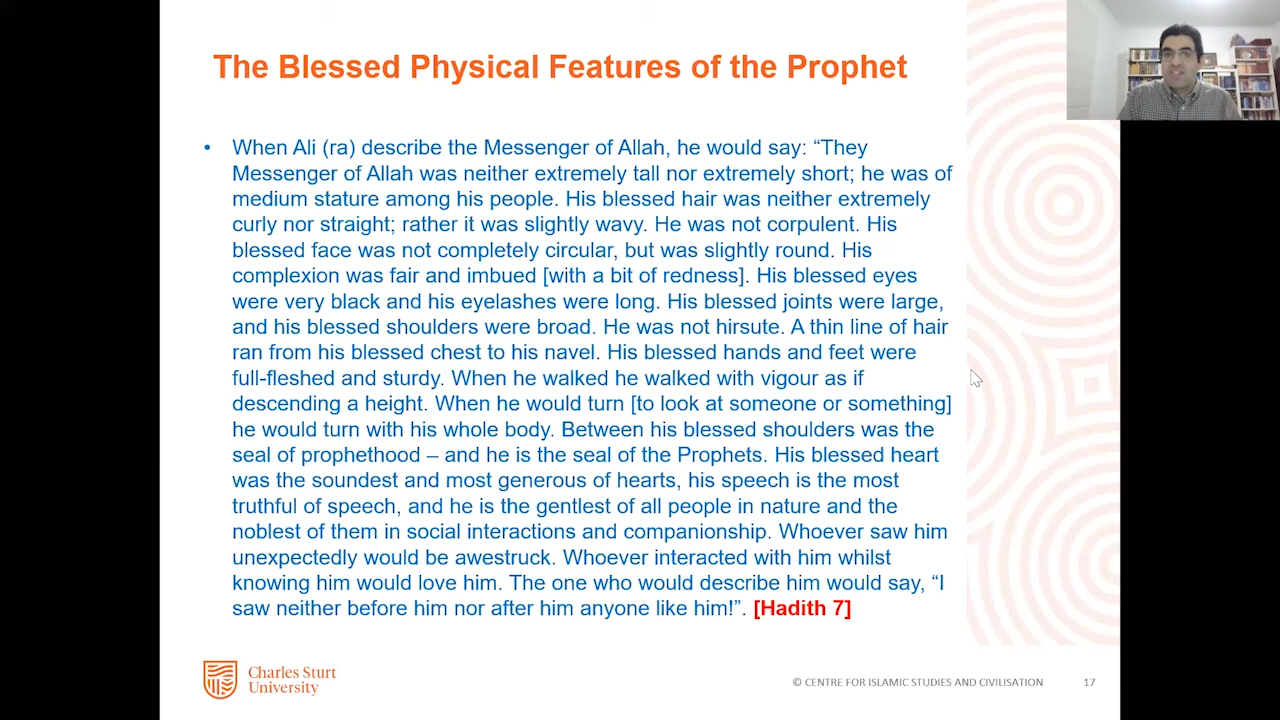 The Blessed Physical Features of the Prophet
• When Ali (ra) describe the Messenger of Allah, he would say: “They
Messenger of Allah was neither extremely tall nor extremely short; he was of
medium stature among his people. His blessed hair was neither extremely
curly nor straight; rather it was slightly wavy. He was not corpulent. His
blessed face was not completely circular, but was slightly round. His
complexion was fair and imbued [with a bit of redness]. His blessed eyes
were very black and his eyelashes were long. His blessed joints were large,
and his blessed shoulders were broad. He was not hirsute. A thin line of hair
ran from his blessed chest to his navel. His blessed hands and feet were
full-fleshed and sturdy. When he walked he walked with vigour as if
descending a height. When he would turn [to look at someone or something]
he would turn with his whole body. Between his blessed shoulders was the
seal of prophethood – and he is the seal of the Prophets. His blessed heart
was the soundest and most generous of hearts, his speech is the most
truthful of speech, and he is the gentlest of all people in nature and the
noblest of them in social interactions and companionship. Whoever saw him
unexpectedly would be awestruck. Whoever interacted with him whilst
knowing him would love him. The one who would describe him would say, “I
saw neither before him nor after him anyone like him!”. [Hadith 7]
Charles Sturt
University
© CENTRE FOR ISLAMIC STUDIES AND CIVILISATION 17